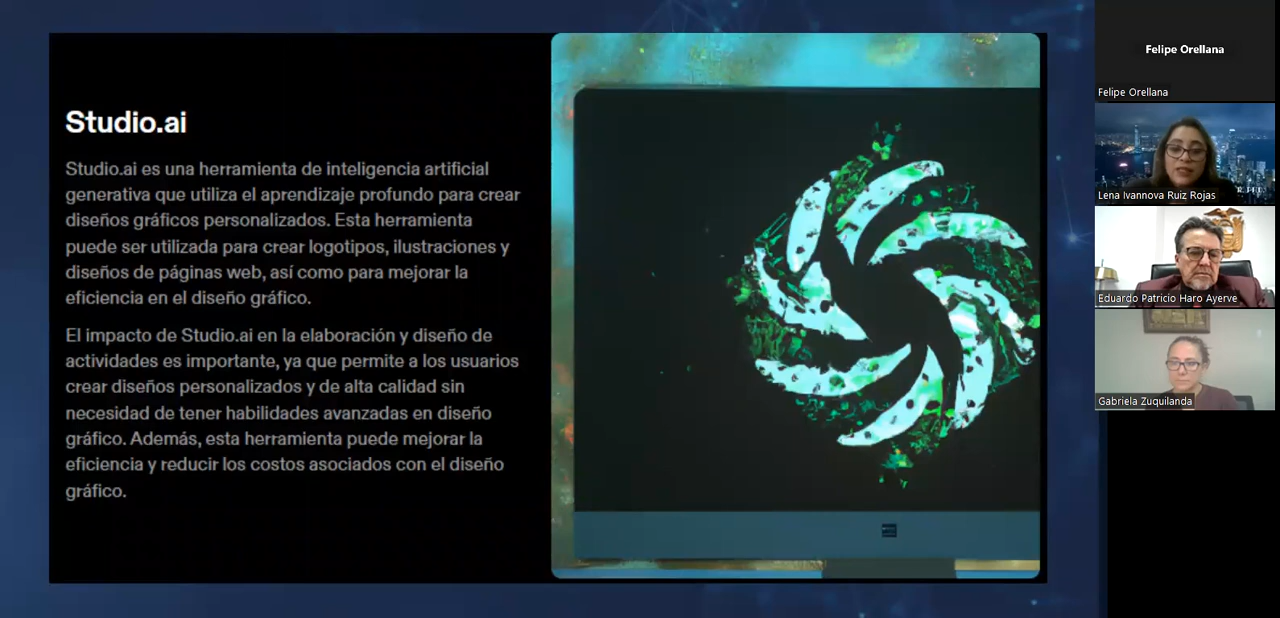 Studio.ai
Studio.ai es una herramienta de inteligencia artificial
generativa que utiliza el aprendizaje profundo para crear
diseños gráficos personalizados. Esta herramienta
puede ser utilizada para crear logotipos, ilustraciones y
diseños de páginas web, así como para mejorar la
eficiencia en el diseño gráfico.
El impacto de Studio.ai en la elaboración y diseño de
actividades es importante, ya que permite a los usuarios
crear diseños personalizados y de alta calidad sin
necesidad de tener habilidades avanzadas en diseño
gráfico. Además, esta herramienta puede mejorar la
eficiencia y reducir los costos asociados con el diseño
gráfico.
Felipe Orellana
Felipe Orellana
Lena Ivannova Ruiz Rojas
Eduardo Patricio Haro Ayerve
Gabriela Zuquilanda